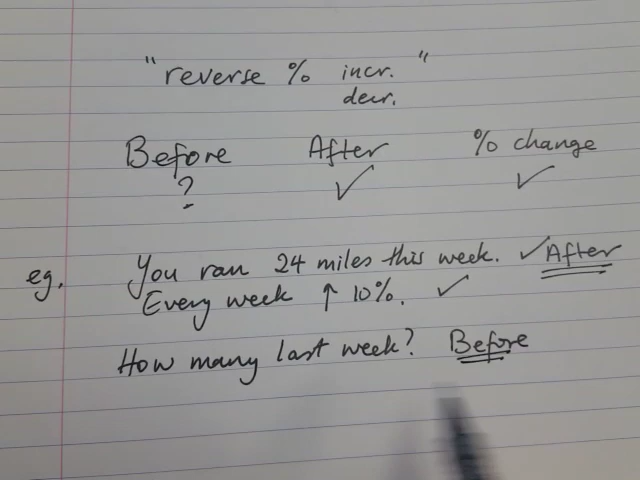 "reverse % incr."
decr.
Before After % change
? ✓ ✓
eg. You ran 24 miles this week. ✓ After
Every week ↑ 10%. ✓
How many last week? Before